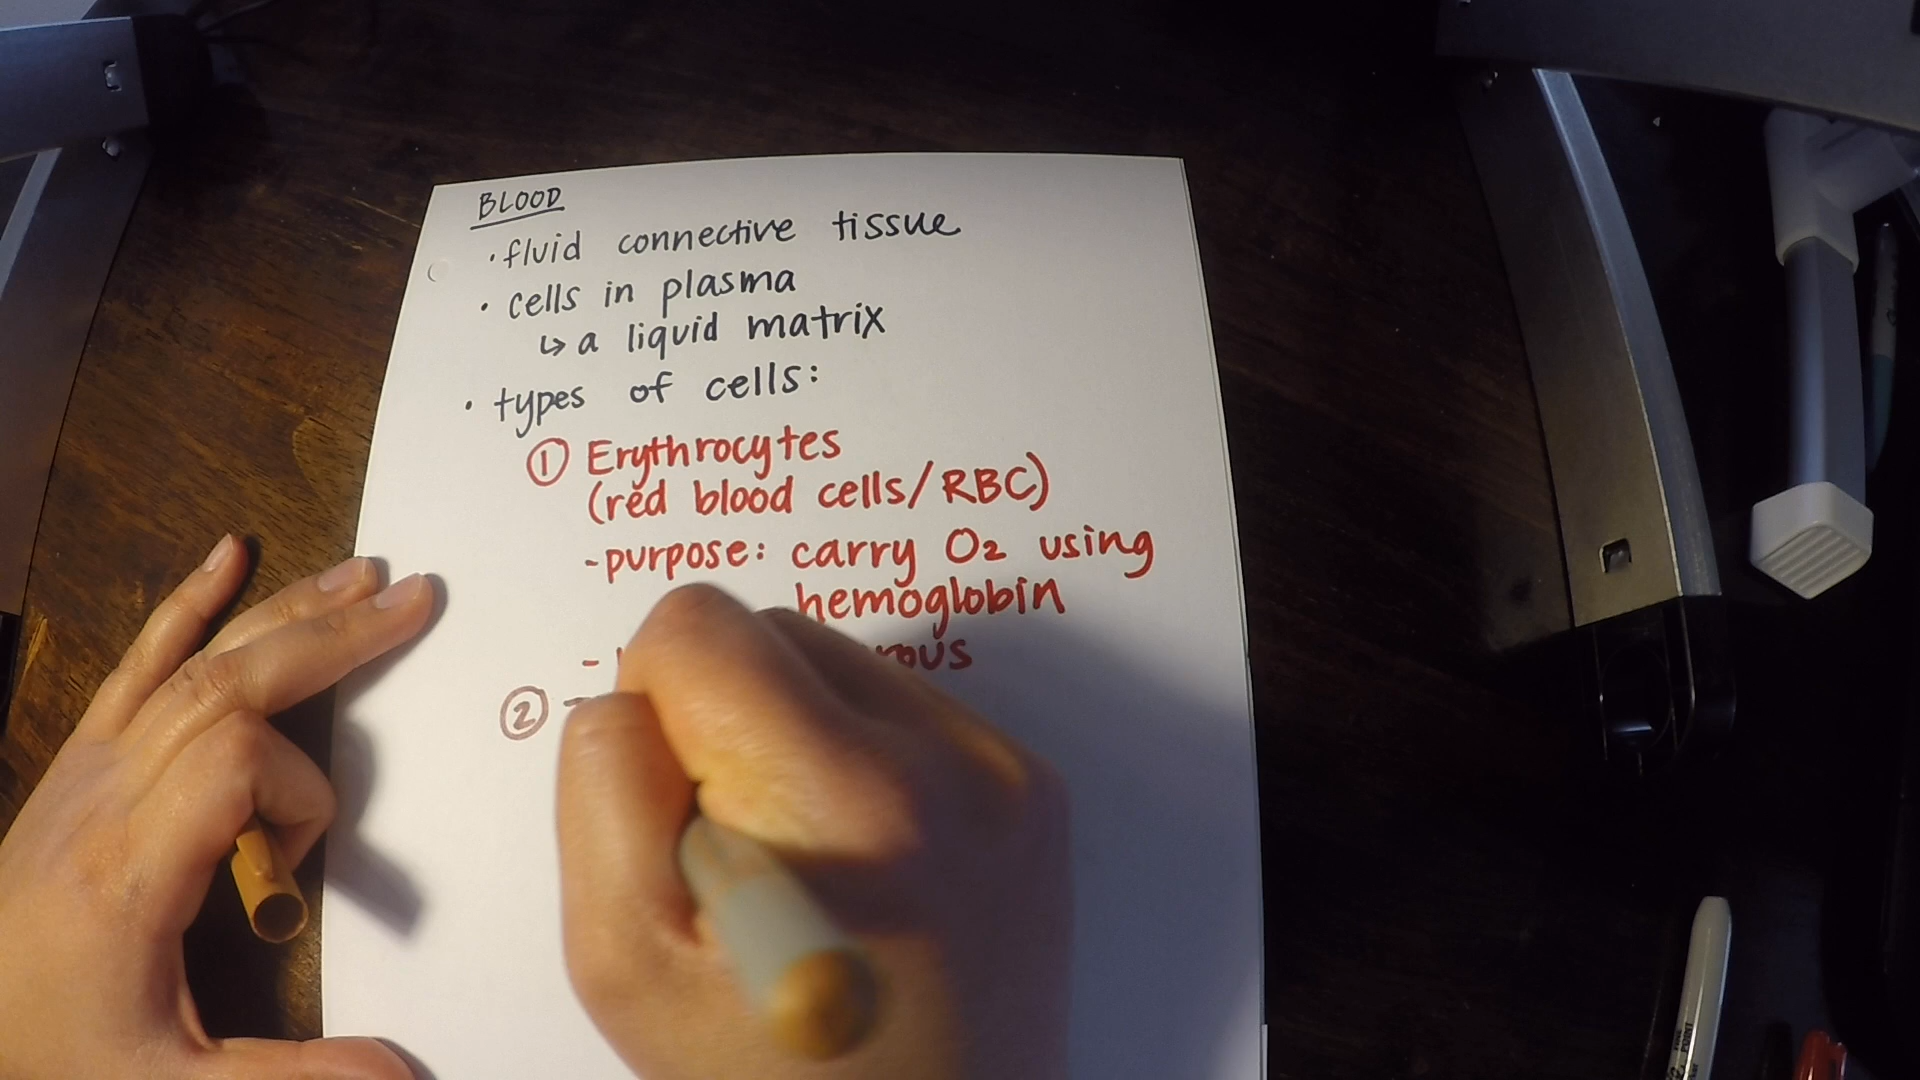 BLOOD
• fluid connective tissue
• cells in plasma
↳ a liquid matrix
• types of cells:
① Erythrocytes
(red blood cells/RBC)
- purpose: carry O₂ using
hemoglobin
-
②